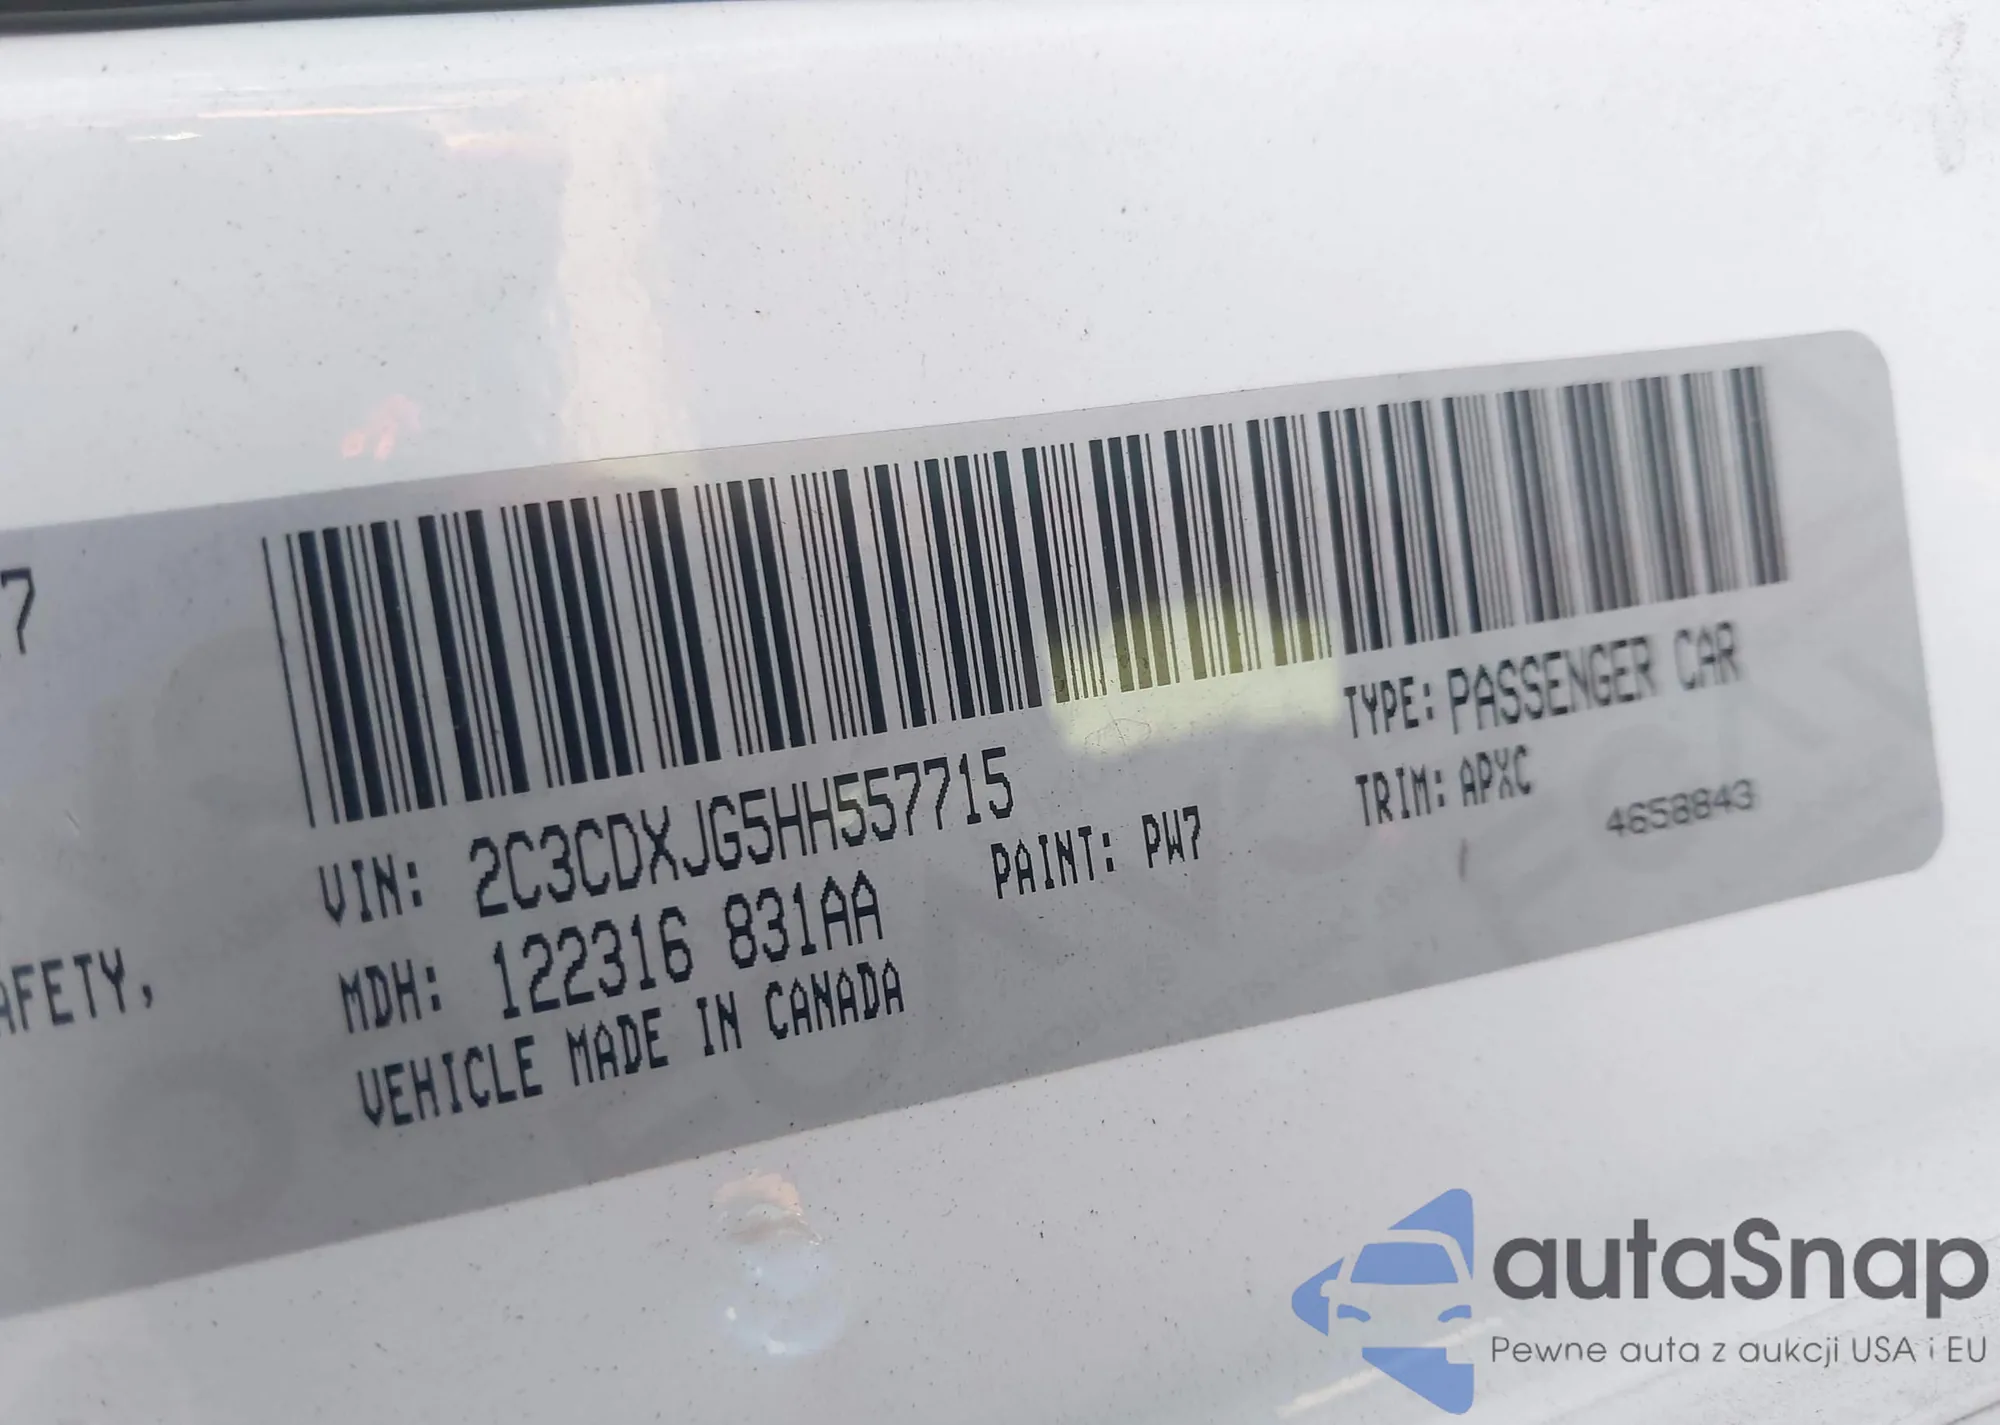 7
AFETY,
VIN: 2C3CDXJG5HH557715
TYPE: PASSENGER CAR
MDH: 122316 831AA
PAINT: PW7
TRIM: APXC
4658843
VEHICLE MADE IN CANADA
autaSnap
Pewne auta z aukcji USA i EU